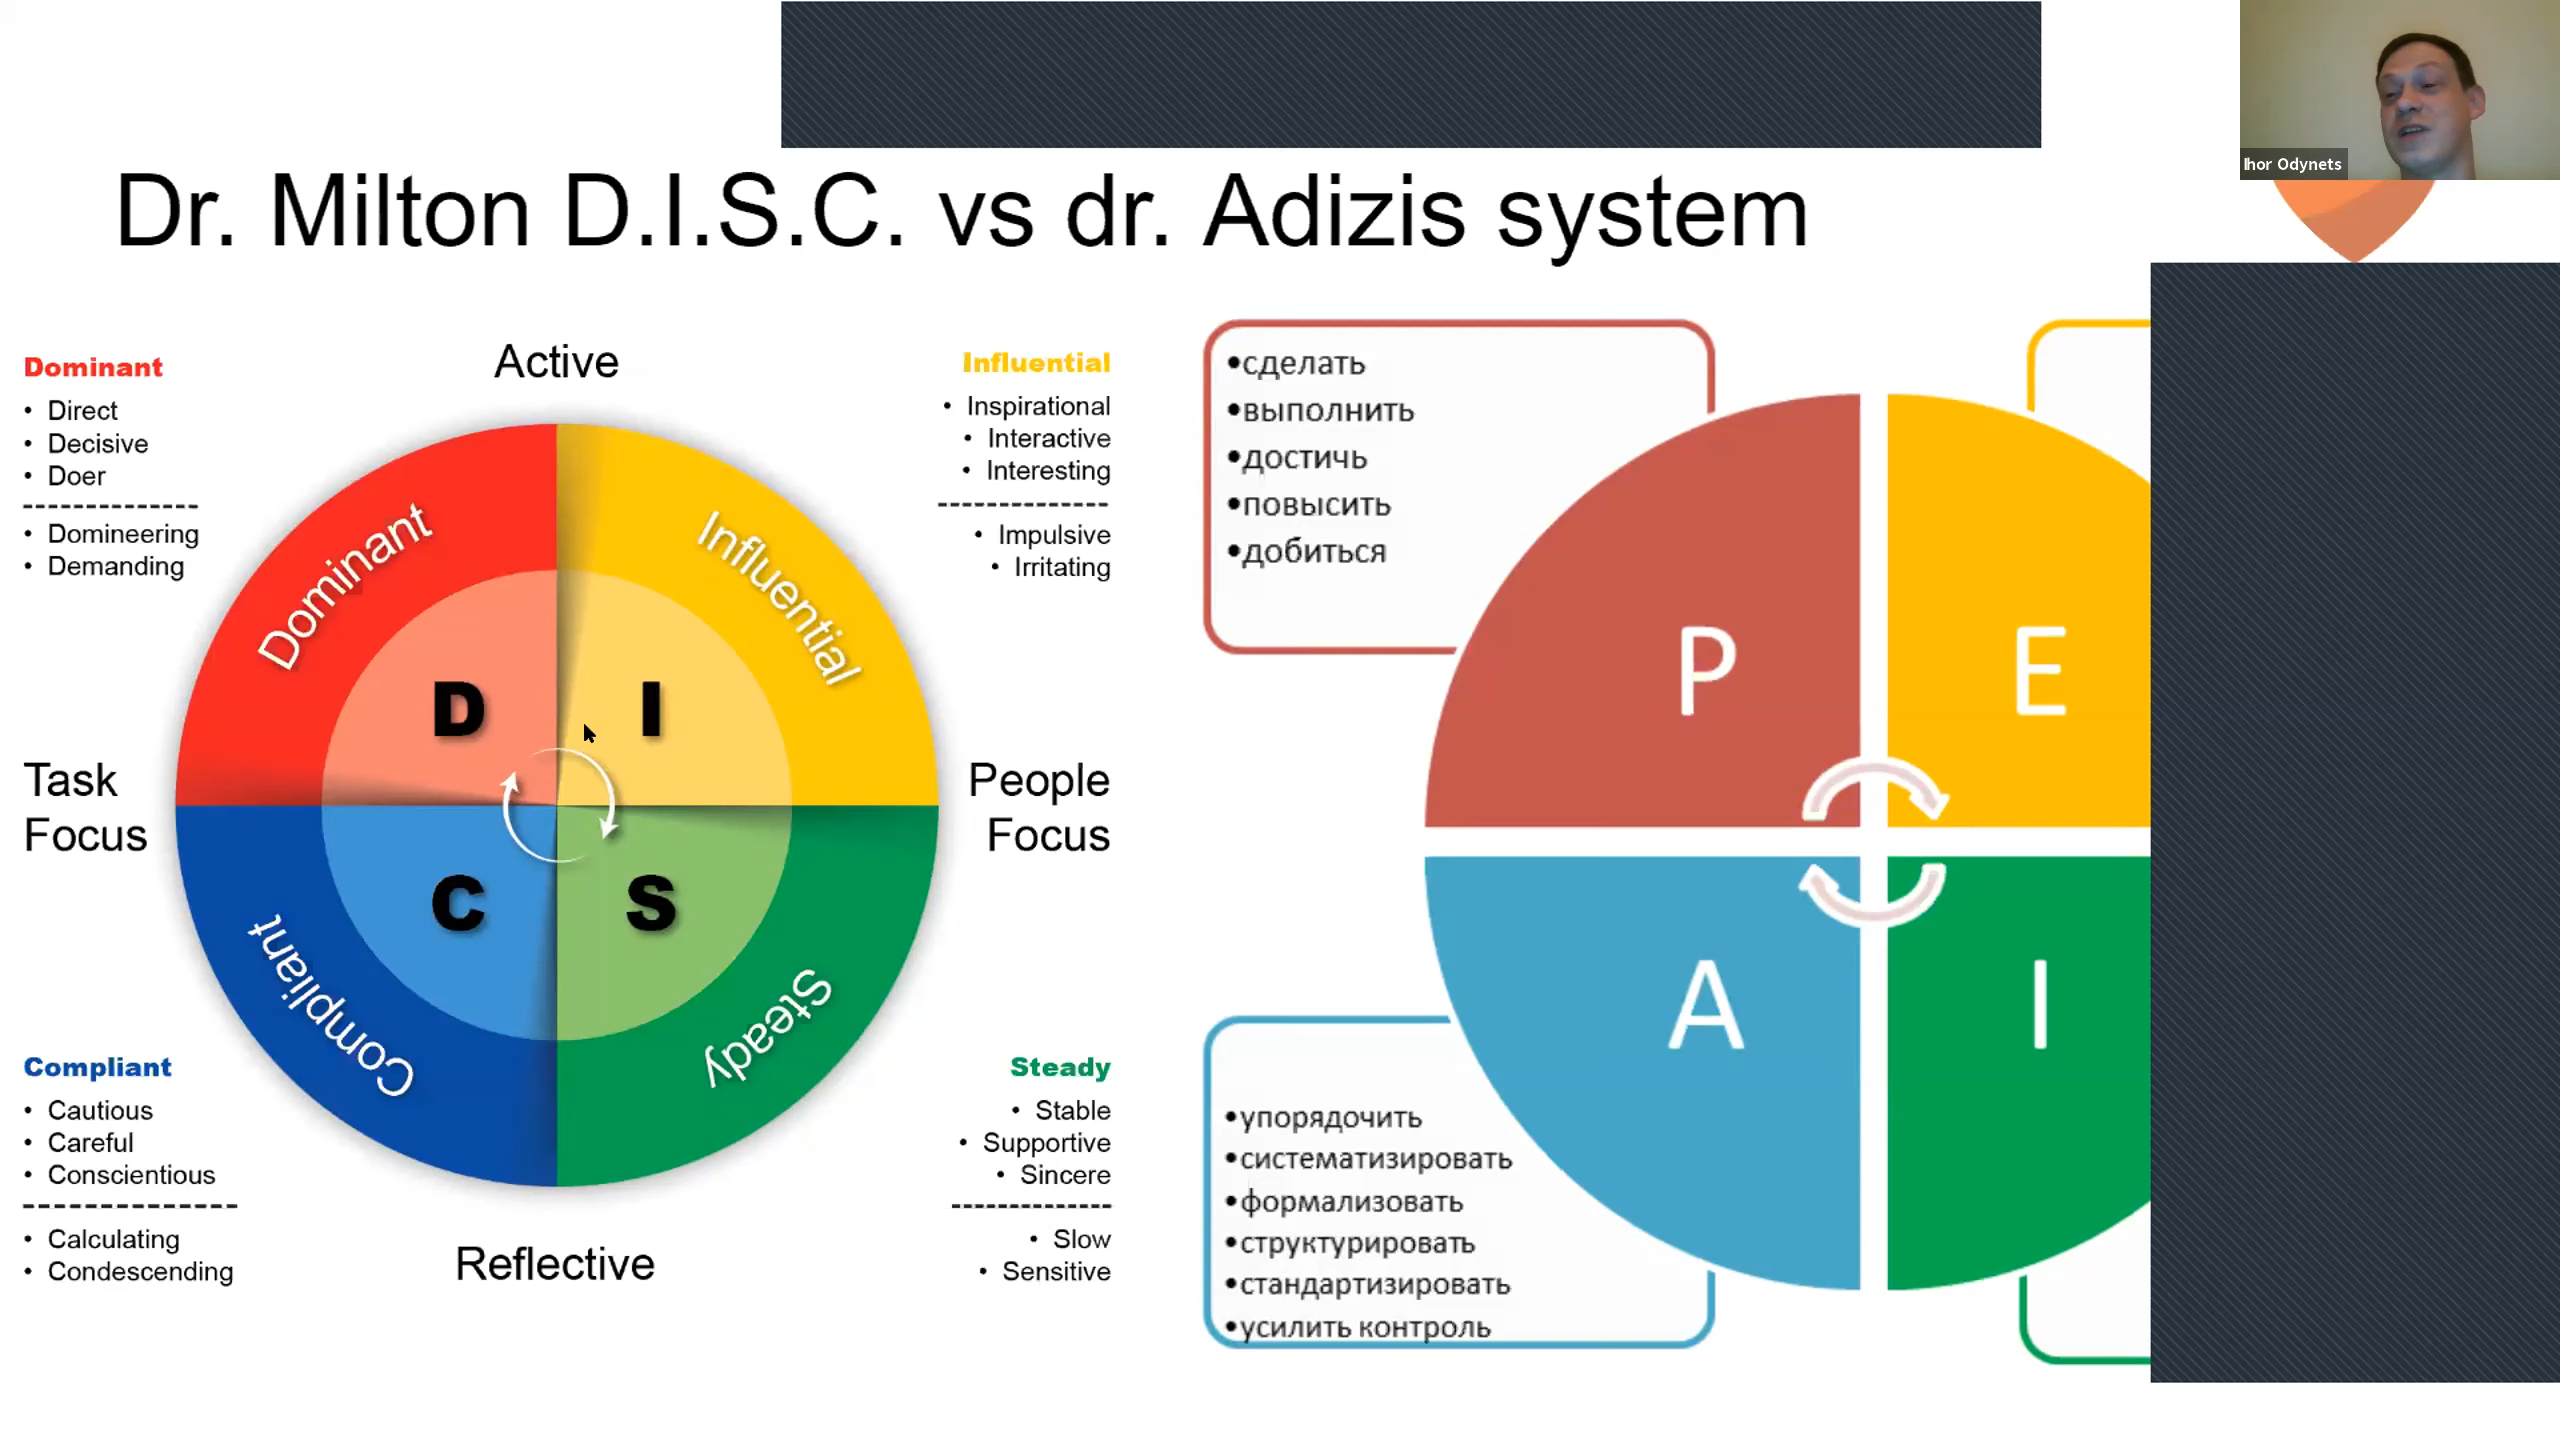 Ihor Odynets
Dr. Milton D.I.S.C. vs dr. Adizis system
Active
Dominant
• Direct
• Decisive
• Doer
• Domineering
• Demanding
Influential
• Inspirational
• Interactive
• Interesting
• Impulsive
• Irritating
Dominant
Influential
D
I
Task
Focus
People
Focus
C
S
Compliant
Steady
Compliant
• Cautious
• Careful
• Conscientious
• Calculating
• Condescending
Steady
• Stable
• Supportive
• Sincere
• Slow
• Sensitive
Reflective
•сделать
•выполнить
•достичь
•повысить
•добиться
P
E
A
I
•упорядочить
•систематизировать
•формализовать
•структурировать
•стандартизировать
•усилить контроль